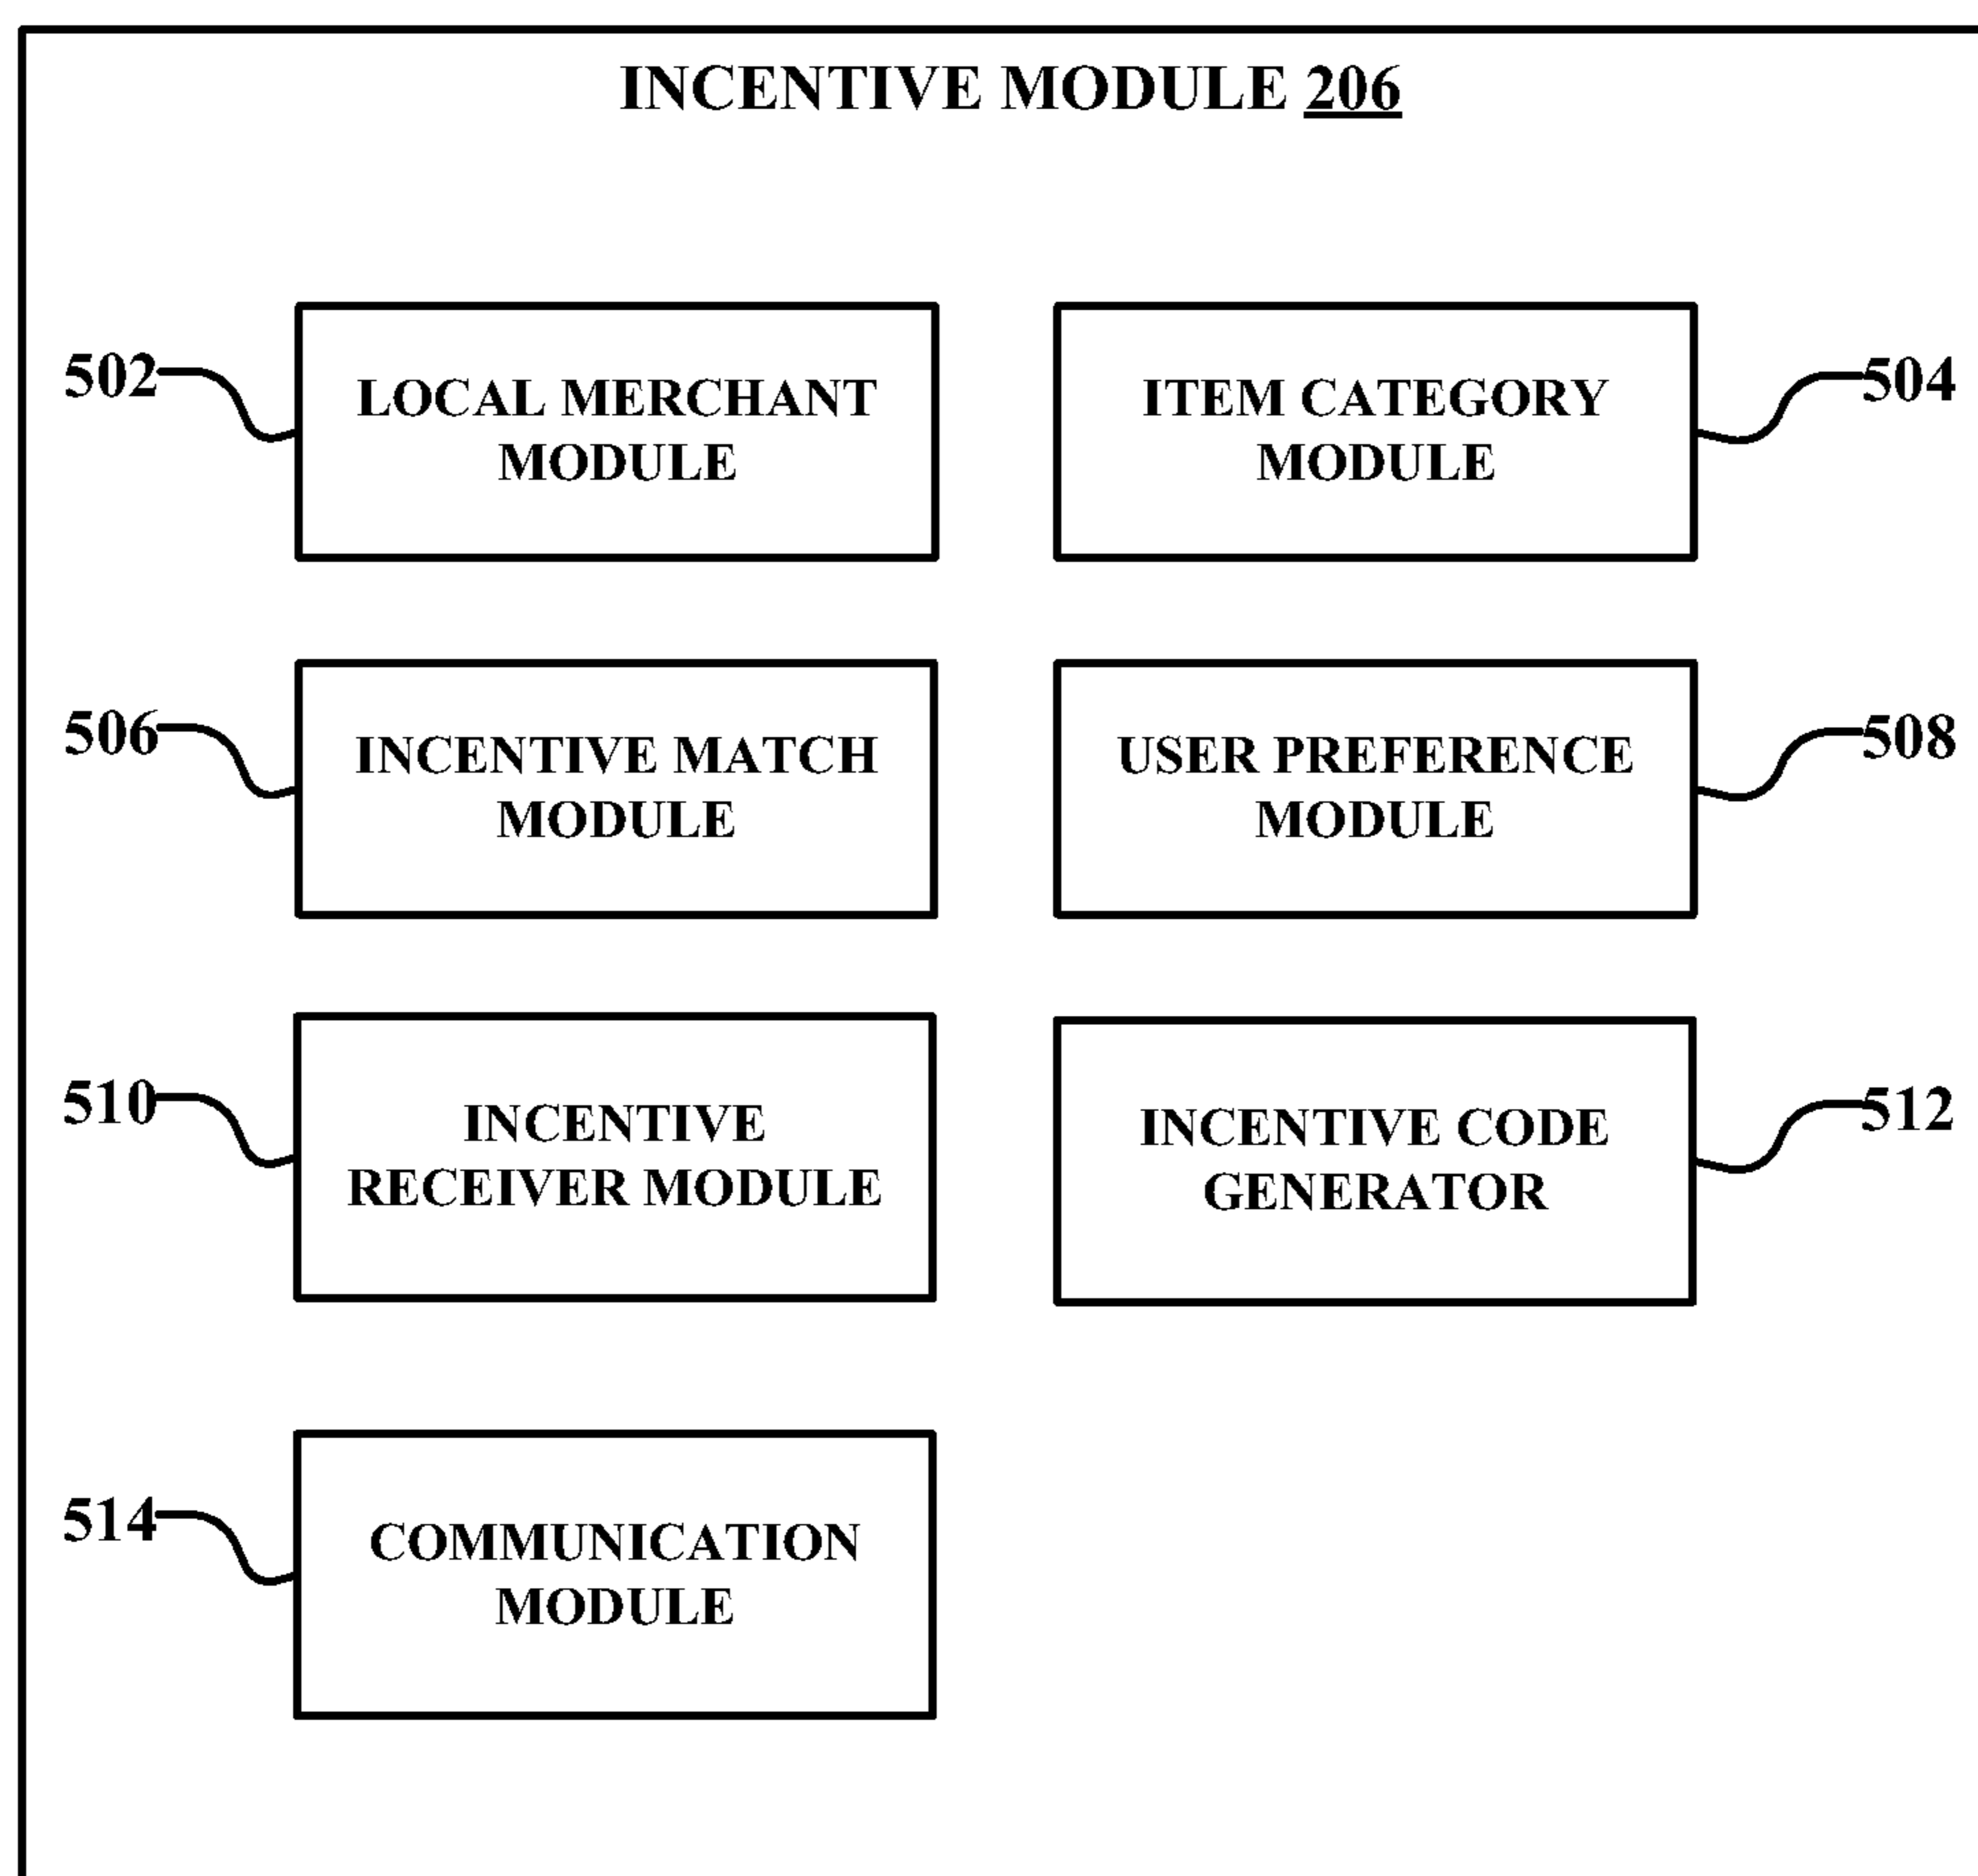 INCENTIVE MODULE 206
502
LOCAL MERCHANT
MODULE
ITEM CATEGORY
MODULE
504
506
INCENTIVE MATCH
MODULE
USER PREFERENCE
MODULE
508
510
INCENTIVE
RECEIVER MODULE
INCENTIVE CODE
GENERATOR
512
514
COMMUNICATION
MODULE